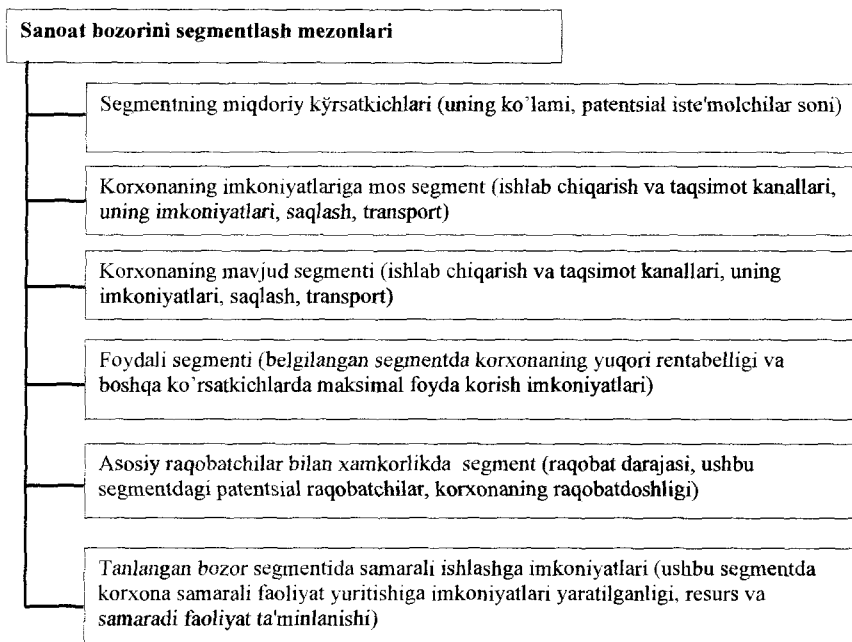 Sanoat bozorini segmentlash mezonlari
Segmentning miqdoriy kўrsatkichlari (uning ko'lami, patentsial iste'molchilar soni)
Korxonaning imkoniyatlariga mos segment (ishlab chiqarish va taqsimot kanallari,
uning imkoniyatlari, saqlash, transport)
Korxonaning mavjud segmenti (ishlab chiqarish va taqsimot kanallari, uning
imkoniyatlari, saqlash, transport)
Foydali segmenti (belgilangan segmentda korxonaning yuqori rentabelligi va
boshqa ko'rsatkichlarda maksimal foyda korish imkoniyatlari)
Asosiy raqobatchilar bilan xamkorlikda segment (raqobat darajasi, ushbu
segmentdagi patentsial raqobatchilar, korxonaning raqobatdoshligi)
Tanlangan bozor segmentida samarali ishlashga imkoniyatlari (ushbu segmentda
korxona samarali faoliyat yuritishiga imkoniyatlari yaratilganligi, resurs va
samaradi faoliyat ta'minlanishi)